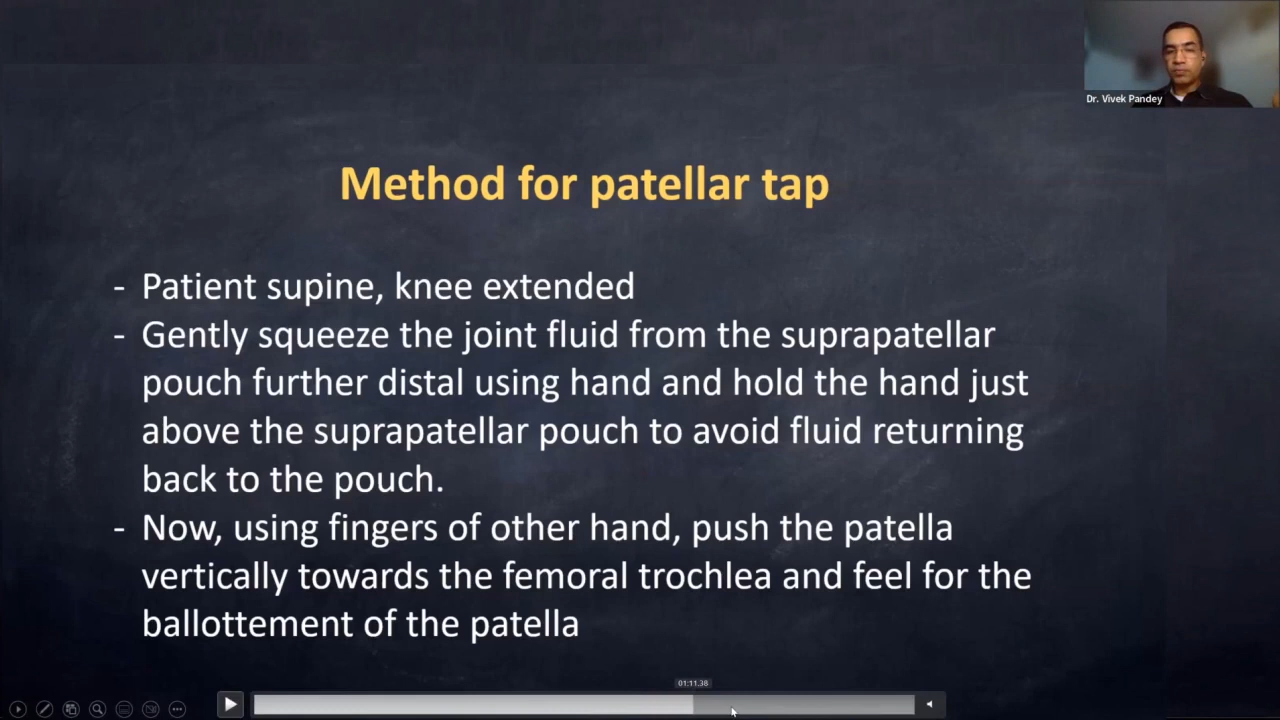 Dr. Vivek Pandey
Method for patellar tap
- Patient supine, knee extended
- Gently squeeze the joint fluid from the suprapatellar
pouch further distal using hand and hold the hand just
above the suprapatellar pouch to avoid fluid returning
back to the pouch.
- Now, using fingers of other hand, push the patella
vertically towards the femoral trochlea and feel for the
ballottement of the patella
01:11.38